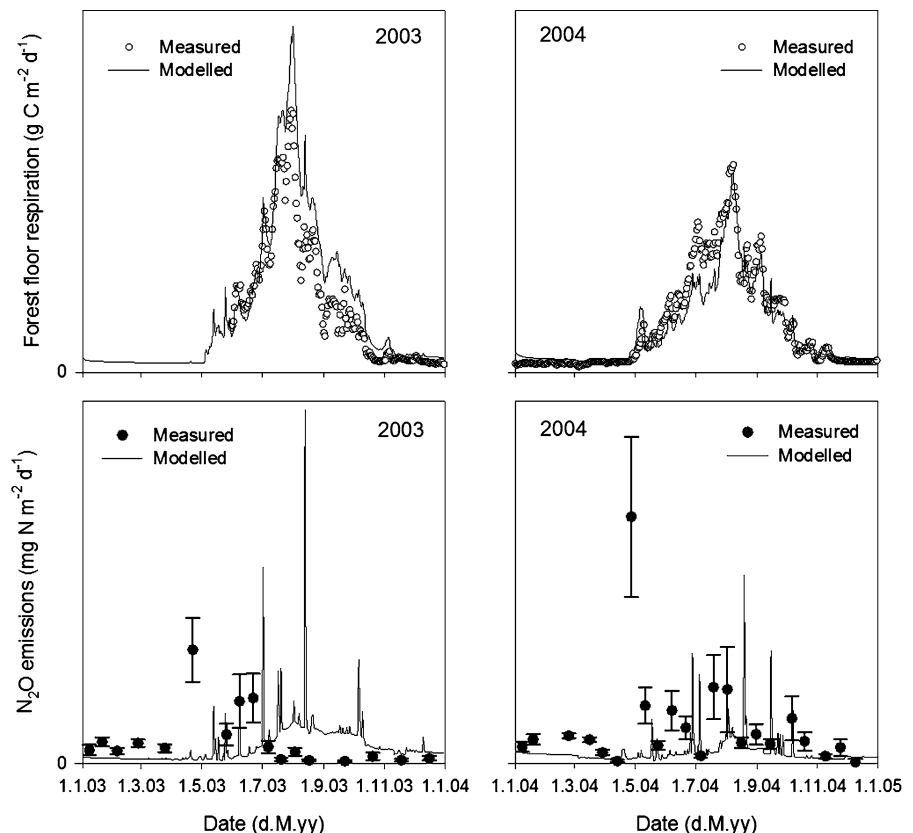 Forest floor respiration (g C m⁻² d⁻¹)
Measured
Modelled
2003
0
2004
Measured
Modelled
N₂O emissions (mg N m⁻² d⁻¹)
Measured
Modelled
2003
0
1.1.03 1.3.03 1.5.03 1.7.03 1.9.03 1.11.03 1.1.04
Date (d.M.yy)
2004
Measured
Modelled
1.1.04 1.3.04 1.5.04 1.7.04 1.9.04 1.11.04 1.1.05
Date (d.M.yy)